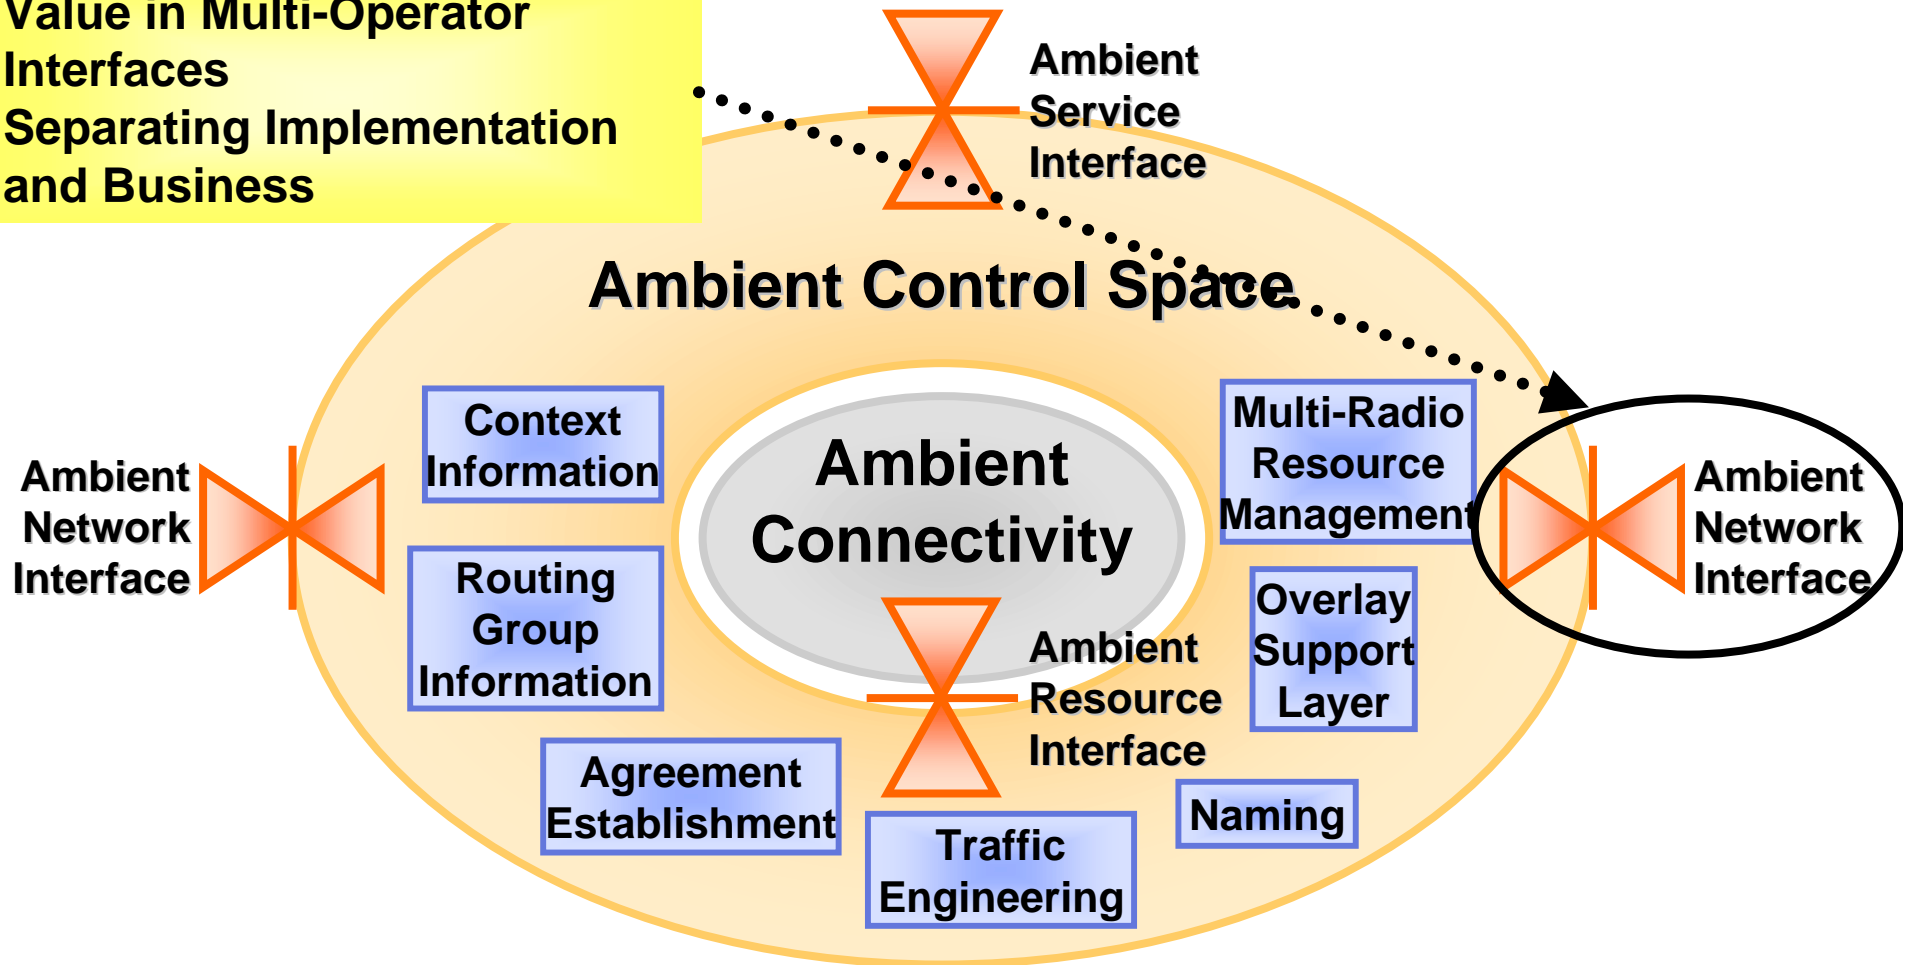 Value in Multi-Operator
Interfaces
Separating Implementation
and Business
Ambient
Service
Interface
Ambient Control Space
Context
Information
Ambient
Connectivity
Multi-Radio
Resource
Management
Ambient
Network
Interface
Ambient
Network
Interface
Routing
Group
Information
Overlay
Support
Layer
Ambient
Resource
Interface
Agreement
Establishment
Naming
Traffic
Engineering